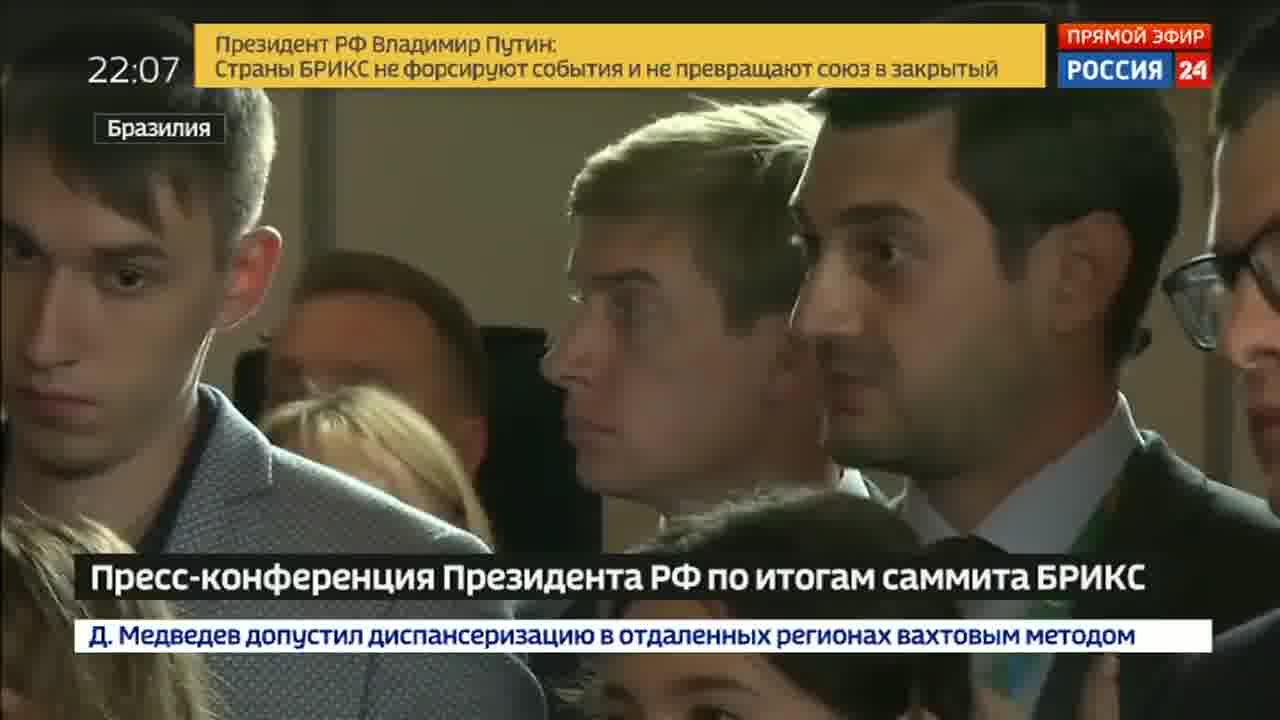 22:07
Президент РФ Владимир Путин:
Страны БРИКС не форсируют события и не превращают союз в закрытый
ПРЯМОЙ ЭФИР
РОССИЯ 24
Бразилия
Пресс-конференция Президента РФ по итогам саммита БРИКС
Д. Медведев допустил диспансеризацию в отдаленных регионах вахтовым методом